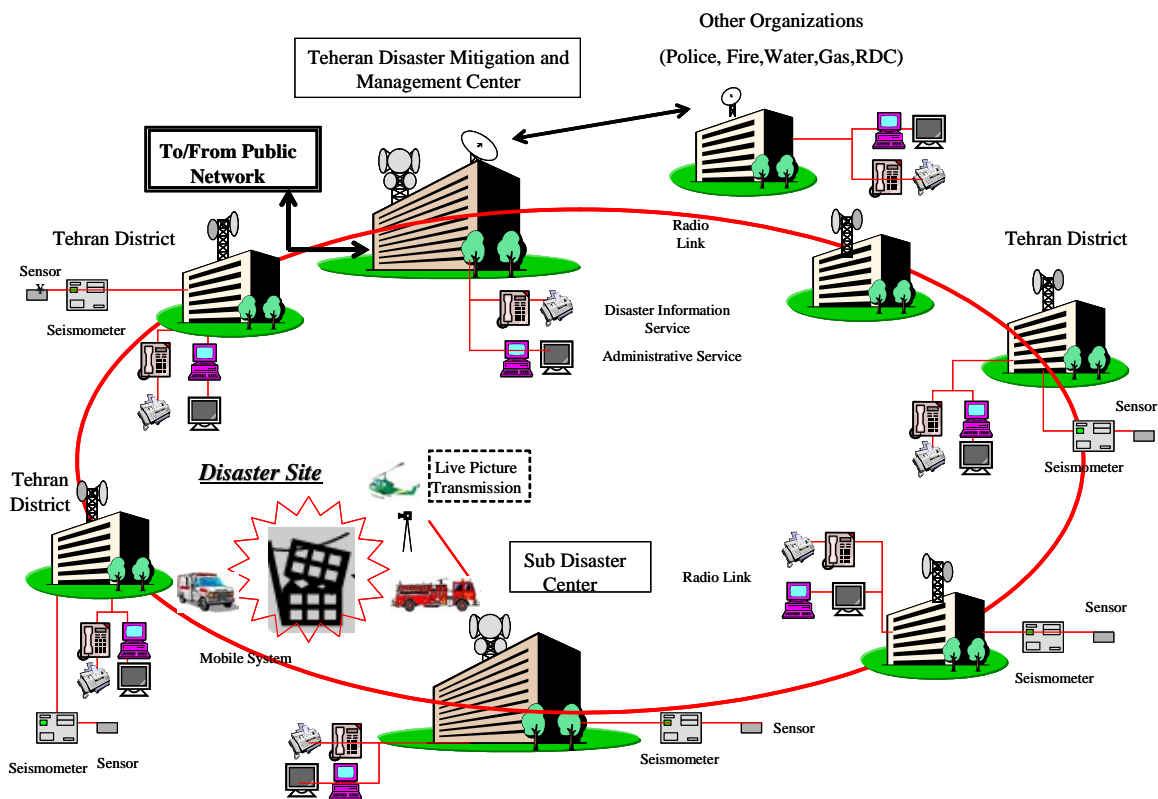 Other Organizations
(Police, Fire,Water,Gas,RDC)
Teheran Disaster Mitigation and
Management Center
To/From Public
Network
Tehran District
Radio
Link
Tehran District
Sensor
¥
Seismometer
Disaster Information
Service
Administrative Service
Sensor
Seismometer
Tehran
District
Disaster Site
Live Picture
Transmission
Sub Disaster
Center
Radio Link
Sensor
Mobile System
Seismometer
Sensor
Seismometer
Seismometer
Sensor